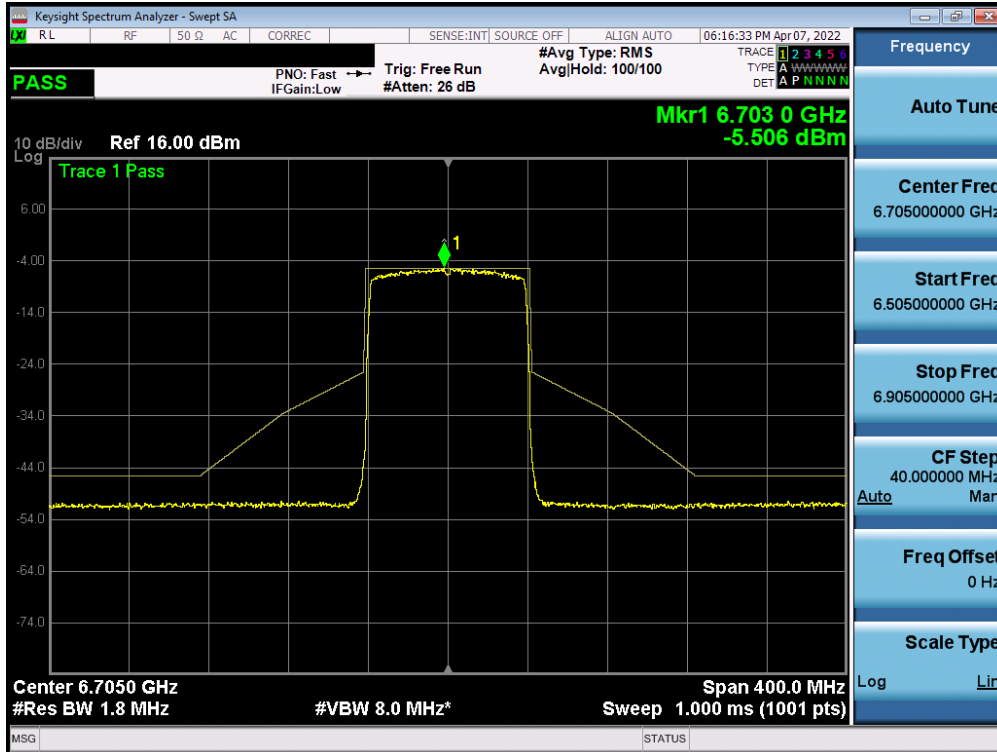 Keysight Spectrum Analyzer - Swept SA
LXI RL RF 50 Ω AC CORREC SENSE:INT SOURCE OFF ALIGN AUTO 06:16:33 PM Apr 07, 2022
PASS
PNO: Fast
IFGain:Low
Trig: Free Run
#Atten: 26 dB
#Avg Type: RMS
Avg|Hold: 100/100
TRACE 1 2 3 4 5 6
TYPE A W W W W W
DET A P N N N N
Mkr1 6.703 0 GHz
-5.506 dBm
10 dB/div Ref 16.00 dBm
Log
Trace 1 Pass
1
6.00
-4.00
-14.0
-24.0
-34.0
-44.0
-54.0
-64.0
-74.0
Center 6.7050 GHz Span 400.0 MHz
#Res BW 1.8 MHz #VBW 8.0 MHz* Sweep 1.000 ms (1001 pts)
MSG STATUS
Frequency
Auto Tune
Center Freq
6.705000000 GHz
Start Freq
6.505000000 GHz
Stop Freq
6.905000000 GHz
CF Step
40.000000 MHz
Auto Man
Freq Offset
0 Hz
Scale Type
Log Lin